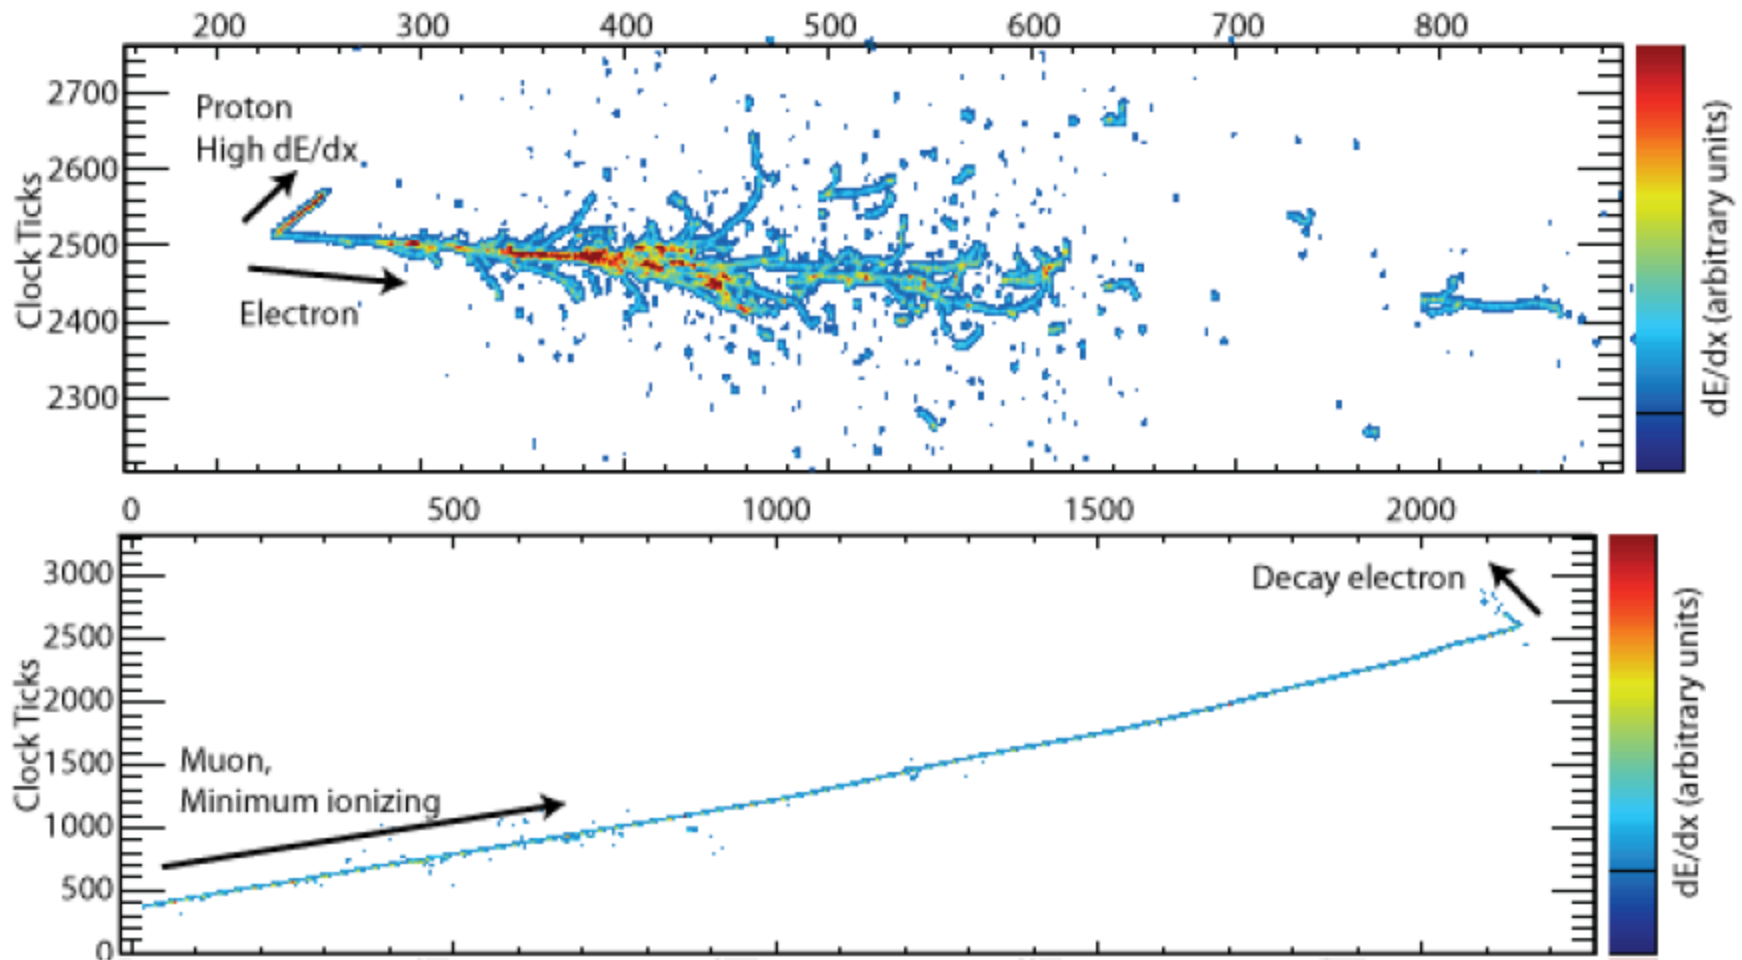 200 300 400 500 600 700 800
2700
2600
2500
2400
2300
Clock Ticks
Proton
High dE/dx
Electron
dE/dx (arbitrary units)
0 500 1000 1500 2000
3000
2500
2000
1500
1000
500
0
Clock Ticks
Decay electron
Muon,
Minimum ionizing
dE/dx (arbitrary units)